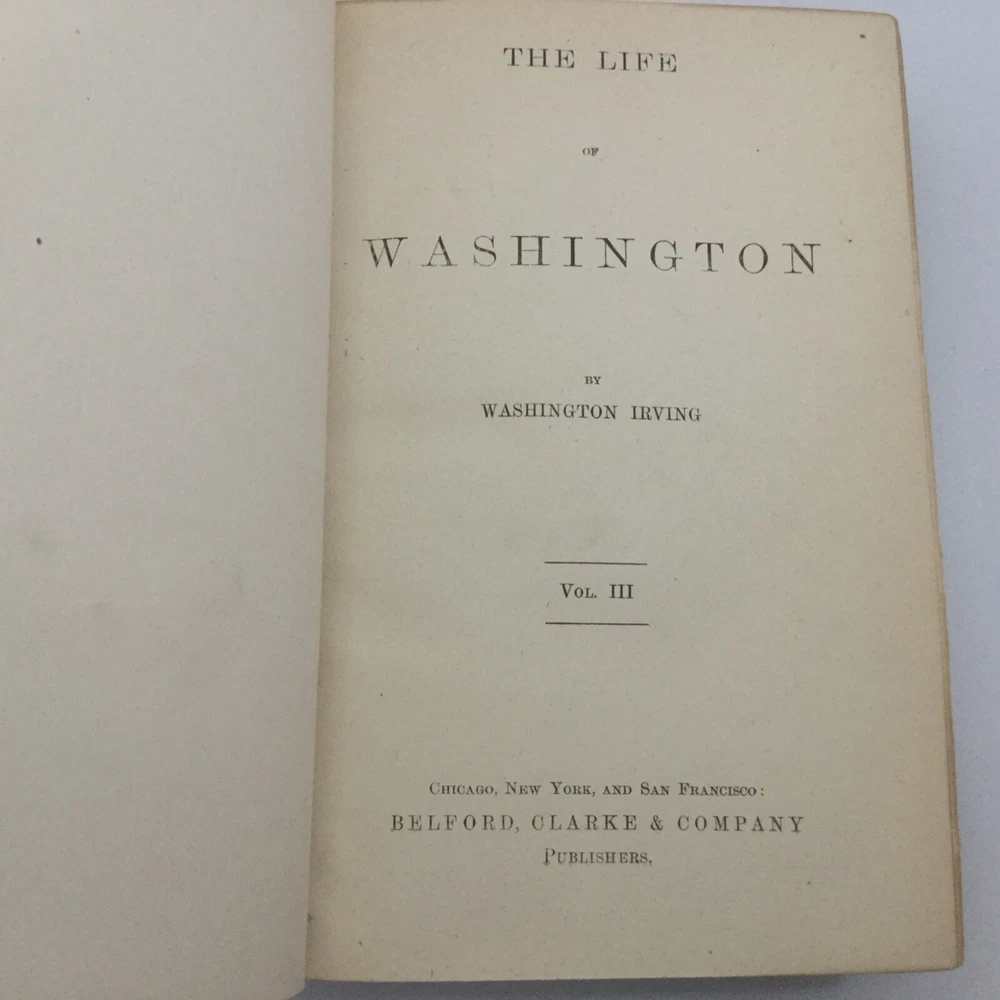 THE LIFE
OF
WASHINGTON
BY
WASHINGTON IRVING
VOL. III
CHICAGO, NEW YORK, AND SAN FRANCISCO:
BELFORD, CLARKE & COMPANY
PUBLISHERS.